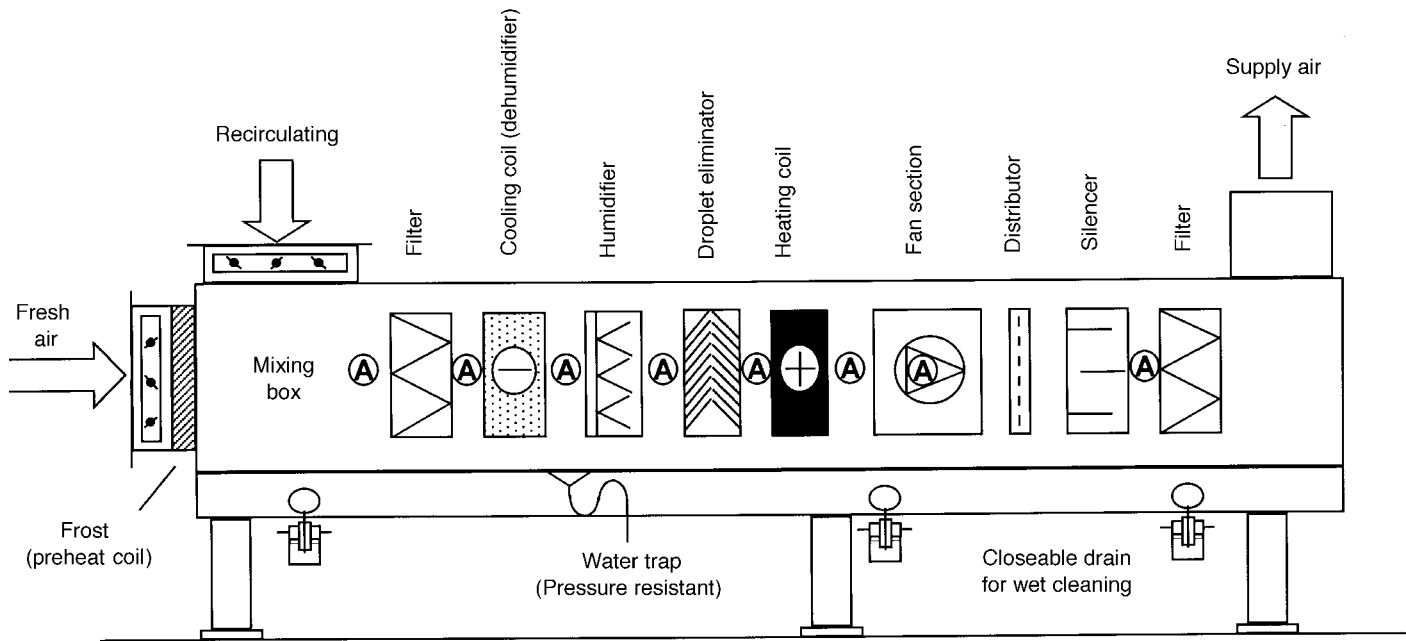 Supply air
Recirculating
Filter
Cooling coil (dehumidifier)
Humidifier
Droplet eliminator
Heating coil
Fan section
Distributor
Silencer
Filter
Fresh
air
Mixing
box
A
A
A
A
A
A
A
A
Frost
(preheat coil)
Water trap
(Pressure resistant)
Closeable drain
for wet cleaning